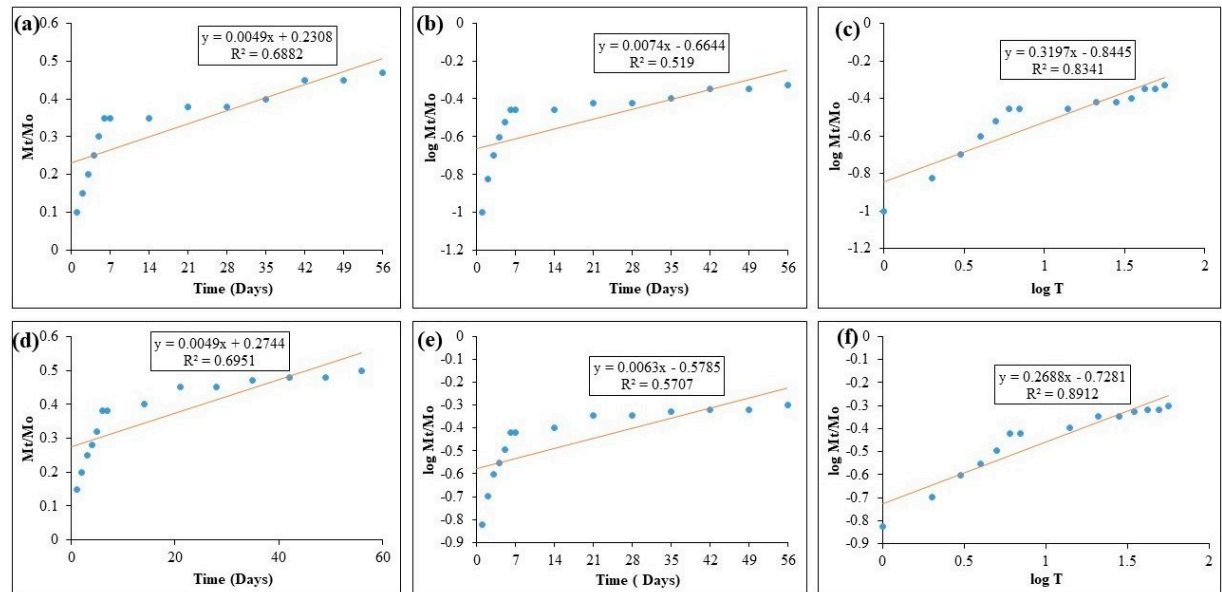 (a)
0.6
0.5
0.4
0.3
0.2
0.1
0
Mt/Mo
y = 0.0049x + 0.2308
R² = 0.6882
0 7 14 21 28 35 42 49 56
Time (Days)
(b)
0
-0.2
-0.4
-0.6
-0.8
-1
-1.2
log Mt/Mo
y = 0.0074x - 0.6644
R² = 0.519
0 7 14 21 28 35 42 49 56
Time (Days)
(c)
0
-0.2
-0.4
-0.6
-0.8
-1
-1.2
log Mt/Mo
y = 0.3197x - 0.8445
R² = 0.8341
0 0.5 1 1.5 2
log T
(d)
0.6
0.5
0.4
0.3
0.2
0.1
0
Mt/Mo
y = 0.0049x + 0.2744
R² = 0.6951
0 20 40 60
Time (Days)
(e)
0
-0.1
-0.2
-0.3
-0.4
-0.5
-0.6
-0.7
-0.8
-0.9
log Mt/Mo
y = 0.0063x - 0.5785
R² = 0.5707
0 7 14 21 28 35 42 49 56
Time ( Days)
(f)
0
-0.1
-0.2
-0.3
-0.4
-0.5
-0.6
-0.7
-0.8
-0.9
log Mt/Mo
y = 0.2688x - 0.7281
R² = 0.8912
0 0.5 1 1.5 2
log T